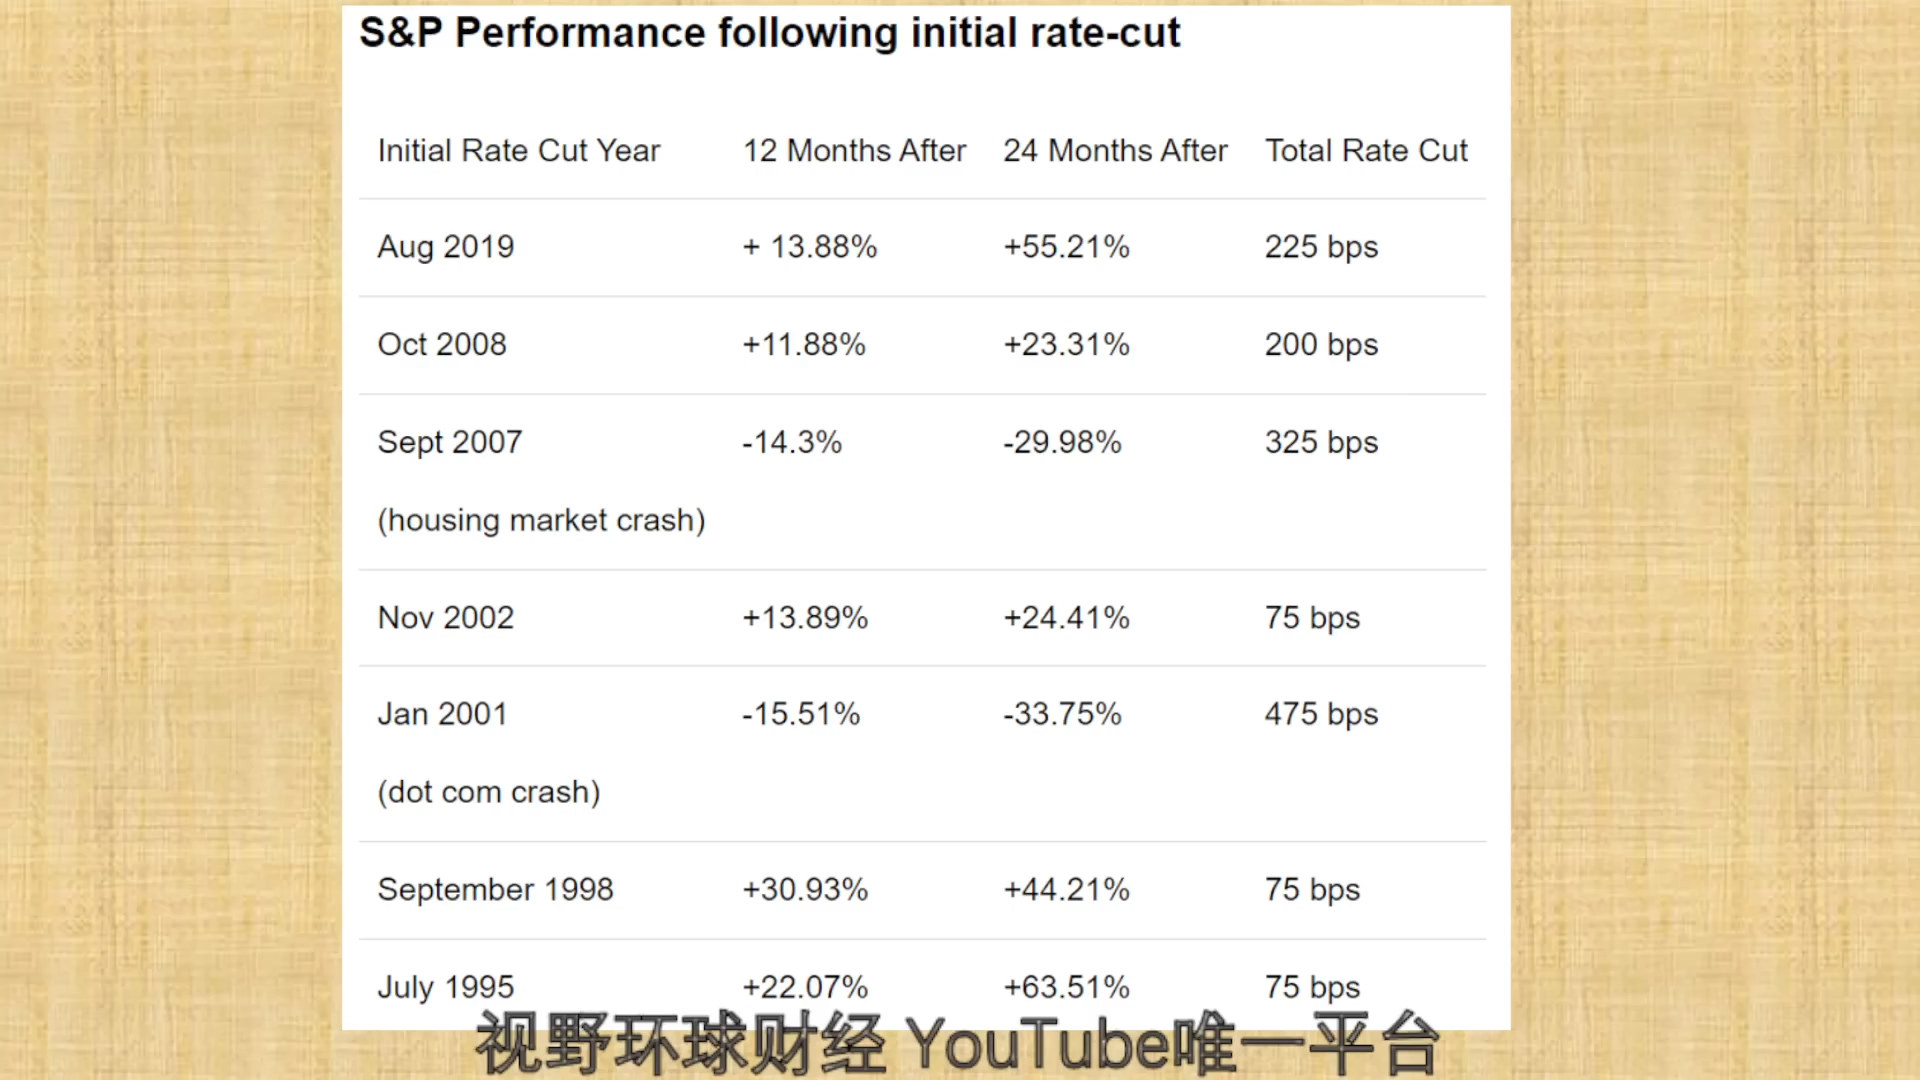 S&P Performance following initial rate-cut
Initial Rate Cut Year 12 Months After 24 Months After Total Rate Cut
Aug 2019 + 13.88% +55.21% 225 bps
Oct 2008 +11.88% +23.31% 200 bps
Sept 2007 -14.3% -29.98% 325 bps
(housing market crash)
Nov 2002 +13.89% +24.41% 75 bps
Jan 2001 -15.51% -33.75% 475 bps
(dot com crash)
September 1998 +30.93% +44.21% 75 bps
July 1995 +22.07% +63.51% 75 bps
视野环球财经 YouTube唯一平台